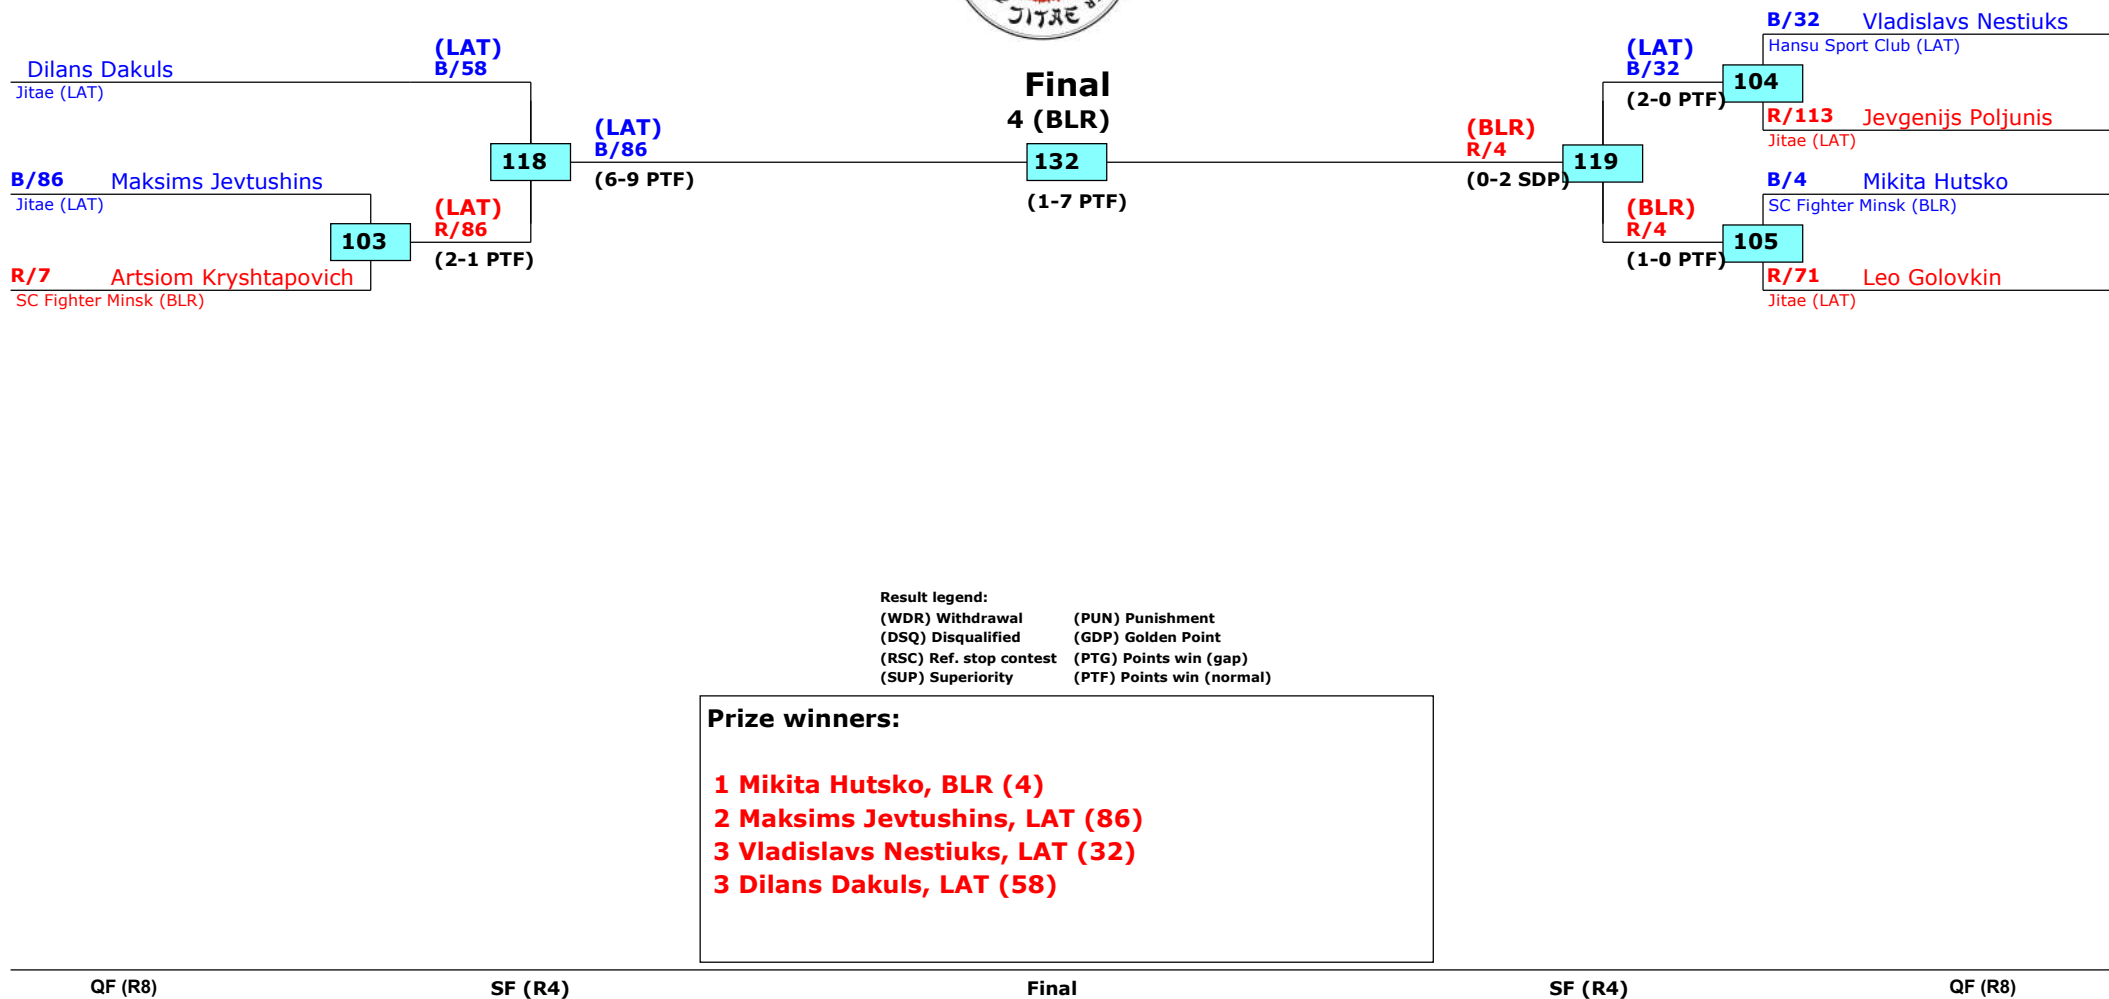 JITAE
Dilans Dakuls
Jitae (LAT)
(LAT)
B/58
B/86 Maksims Jevtushins
Jitae (LAT)
R/7 Artsiom Kryshtapovich
SC Fighter Minsk (BLR)
103
(LAT)
R/86
(2-1 PTF)
118
(LAT)
B/86
(6-9 PTF)
Final
4 (BLR)
132
(1-7 PTF)
(BLR)
R/4
(0-2 SDP)
119
(LAT)
B/32
(2-0 PTF)
104
(BLR)
R/4
(1-0 PTF)
105
B/32 Vladislavs Nestiuks
Hansu Sport Club (LAT)
R/113 Jevgenijs Poljunis
Jitae (LAT)
B/4 Mikita Hutsko
SC Fighter Minsk (BLR)
R/71 Leo Golovkin
Jitae (LAT)
Result legend:
(WDR) Withdrawal (PUN) Punishment
(DSQ) Disqualified (GDP) Golden Point
(RSC) Ref. stop contest (PTG) Points win (gap)
(SUP) Superiority (PTF) Points win (normal)
Prize winners:
1 Mikita Hutsko, BLR (4)
2 Maksims Jevtushins, LAT (86)
3 Vladislavs Nestiuks, LAT (32)
3 Dilans Dakuls, LAT (58)
QF (R8) SF (R4) Final SF (R4) QF (R8)